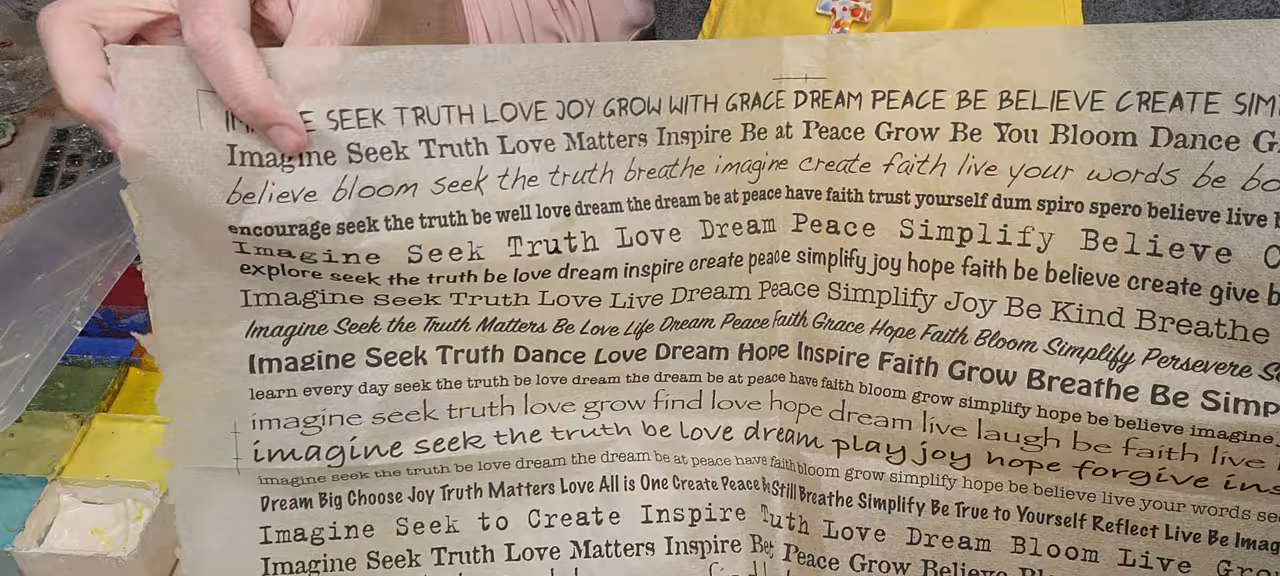 SEEK TRUTH LOVE JOY GROW WITH GRACE DREAM PEACE BE BELIEVE CREATE SIM
Imagine Seek Truth Love Matters Inspire Be at Peace Grow Be You Bloom Dance G
believe bloom seek the truth breathe imagine create faith live your words be bo
encourage seek the truth be well love dream the dream be at peace have faith trust yourself dum spiro spero believe live
Imagine Seek Truth Love Dream Peace Simplify Believe C
explore seek the truth be love dream inspire create peace simplify joy hope faith be believe create give b
Imagine Seek Truth Love Live Dream Peace Simplify Joy Be Kind Breathe
Imagine Seek the Truth Matters Be Love Life Dream Peace Faith Grace Hope Faith Bloom Simplify Persevere S
Imagine Seek Truth Dance Love Dream Hope Inspire Faith Grow Breathe Be Simp
learn every day seek the truth be love dream the dream be at peace have faith bloom grow simplify hope be believe imagine
imagine seek truth love grow find love hope dream live laugh be faith live
imagine seek the truth be love dream play joy hope forgive ins
imagine seek the truth be love dream the dream be at peace have faith bloom grow simplify hope be believe live your words se
Dream Big Choose Joy Truth Matters Love All is One Create Peace Be Still Breathe Simplify Be True to Yourself Reflect Live Be Imag
Imagine Seek to Create Inspire Truth Love Dream Bloom Live Gro
Imagine Seek Truth Love Matters Inspire Be Peace Grow Believe